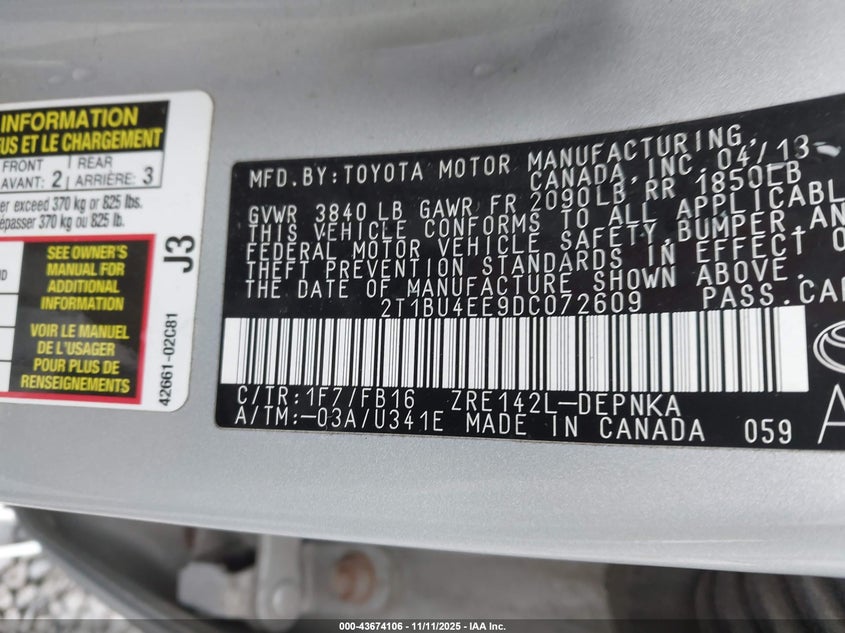 INFORMATION
US ET LE CHARGEMENT
FRONT
AVANT: 2
REAR
ARRIÈRE: 3
er exceed 370 kg or 825 lbs.
épasser 370 kg ou 825 lb.
SEE OWNER'S
MANUAL FOR
ADDITIONAL
INFORMATION
VOIR LE MANUEL
DE L'USAGER
POUR PLUS DE
RENSEIGNEMENTS
J3
42661-02C81
MFD. BY: TOYOTA MOTOR MANUFACTURING
CANADA, INC. 04/13
GVWR 3840 LB GAWR FR 2090LB RR 1850LB
THIS VEHICLE CONFORMS TO ALL APPLICABL
FEDERAL MOTOR VEHICLE SAFETY, BUMPER, AN
THEFT PREVENTION STANDARDS IN EFFECT O
THE DATE OF MANUFACTURE SHOWN ABOVE.
2T1BU4EE9DC072609 PASS.CA
C/TR: 1F7/FB16 ZRE142L-DEPNKA
A/TM: -03A/U341E MADE IN CANADA 059
000-43674106 - 11/11/2025 - IAA Inc.